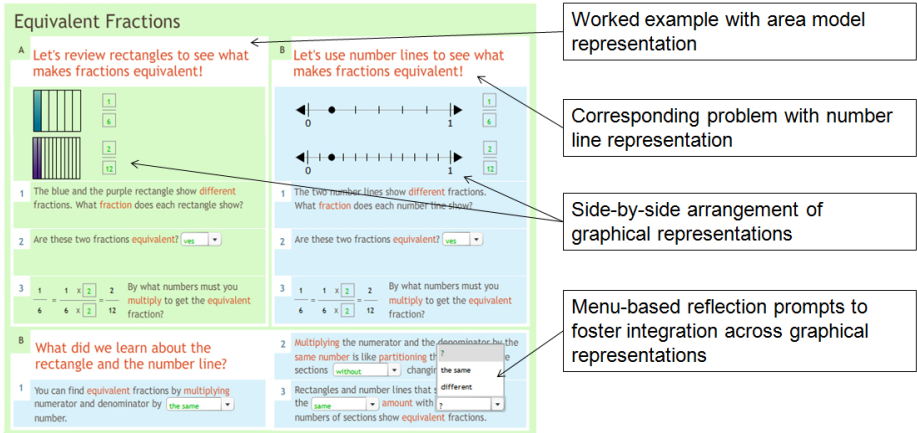 Equivalent Fractions
A
Let's review rectangles to see what
makes fractions equivalent!
1
6
2
12
1 The blue and the purple rectangle show different
fractions. What fraction does each rectangle show?
2 Are these two fractions equivalent? yes
3 1 1 x 2 2
6 = 6 x 2 = 12
By what numbers must you
multiply to get the equivalent
fraction?
B
Let's use number lines to see what
makes fractions equivalent!
0 1
1
6
0 1
2
12
1 The two number lines show different fractions.
What fraction does each number line show?
2 Are these two fractions equivalent? yes
3 1 1 x 2 2
6 = 6 x 2 = 12
By what numbers must you
multiply to get the equivalent
fraction?
B
What did we learn about the
rectangle and the number line?
1 You can find equivalent fractions by multiplying
numerator and denominator by the same
number.
2 Multiplying the numerator and the denominator by the
same number is like partitioning
sections without
3 Rectangles and number lines that
the same amount with ?
numbers of sections show equivalent fractions.
?
the same
different
Worked example with area model
representation
Corresponding problem with number
line representation
Side-by-side arrangement of
graphical representations
Menu-based reflection prompts to
foster integration across graphical
representations